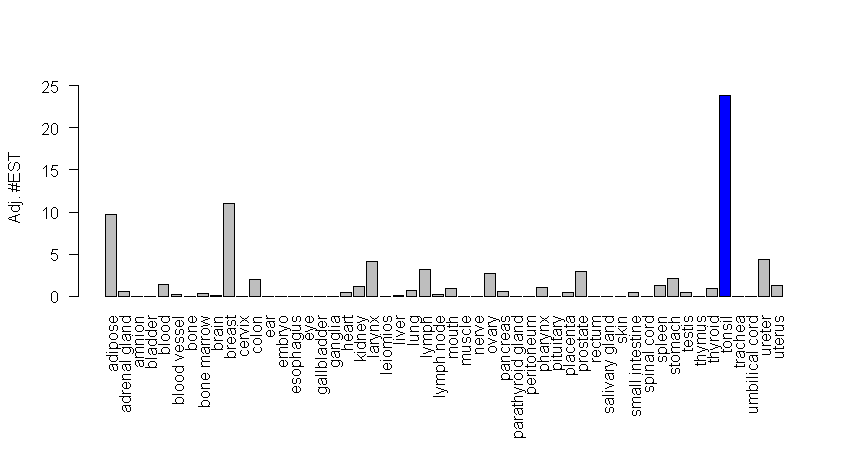 Adj. #EST
25
20
15
10
5
0
adipose
adrenal gland
amnion
bladder
blood
blood vessel
bone
bone marrow
brain
breast
cervix
colon
ear
embryo
esophagus
eye
gallbladder
ganglia
heart
kidney
larynx
leiomios
liver
lung
lymph
lymph node
mouth
muscle
nerve
ovary
pancreas
parathyroid gland
peritoneum
pharynx
pituitary
placenta
prostate
rectum
salivary gland
skin
small intestine
spinal cord
spleen
stomach
testis
thymus
thyroid
tonsil
trachea
umbilical cord
ureter
uterus